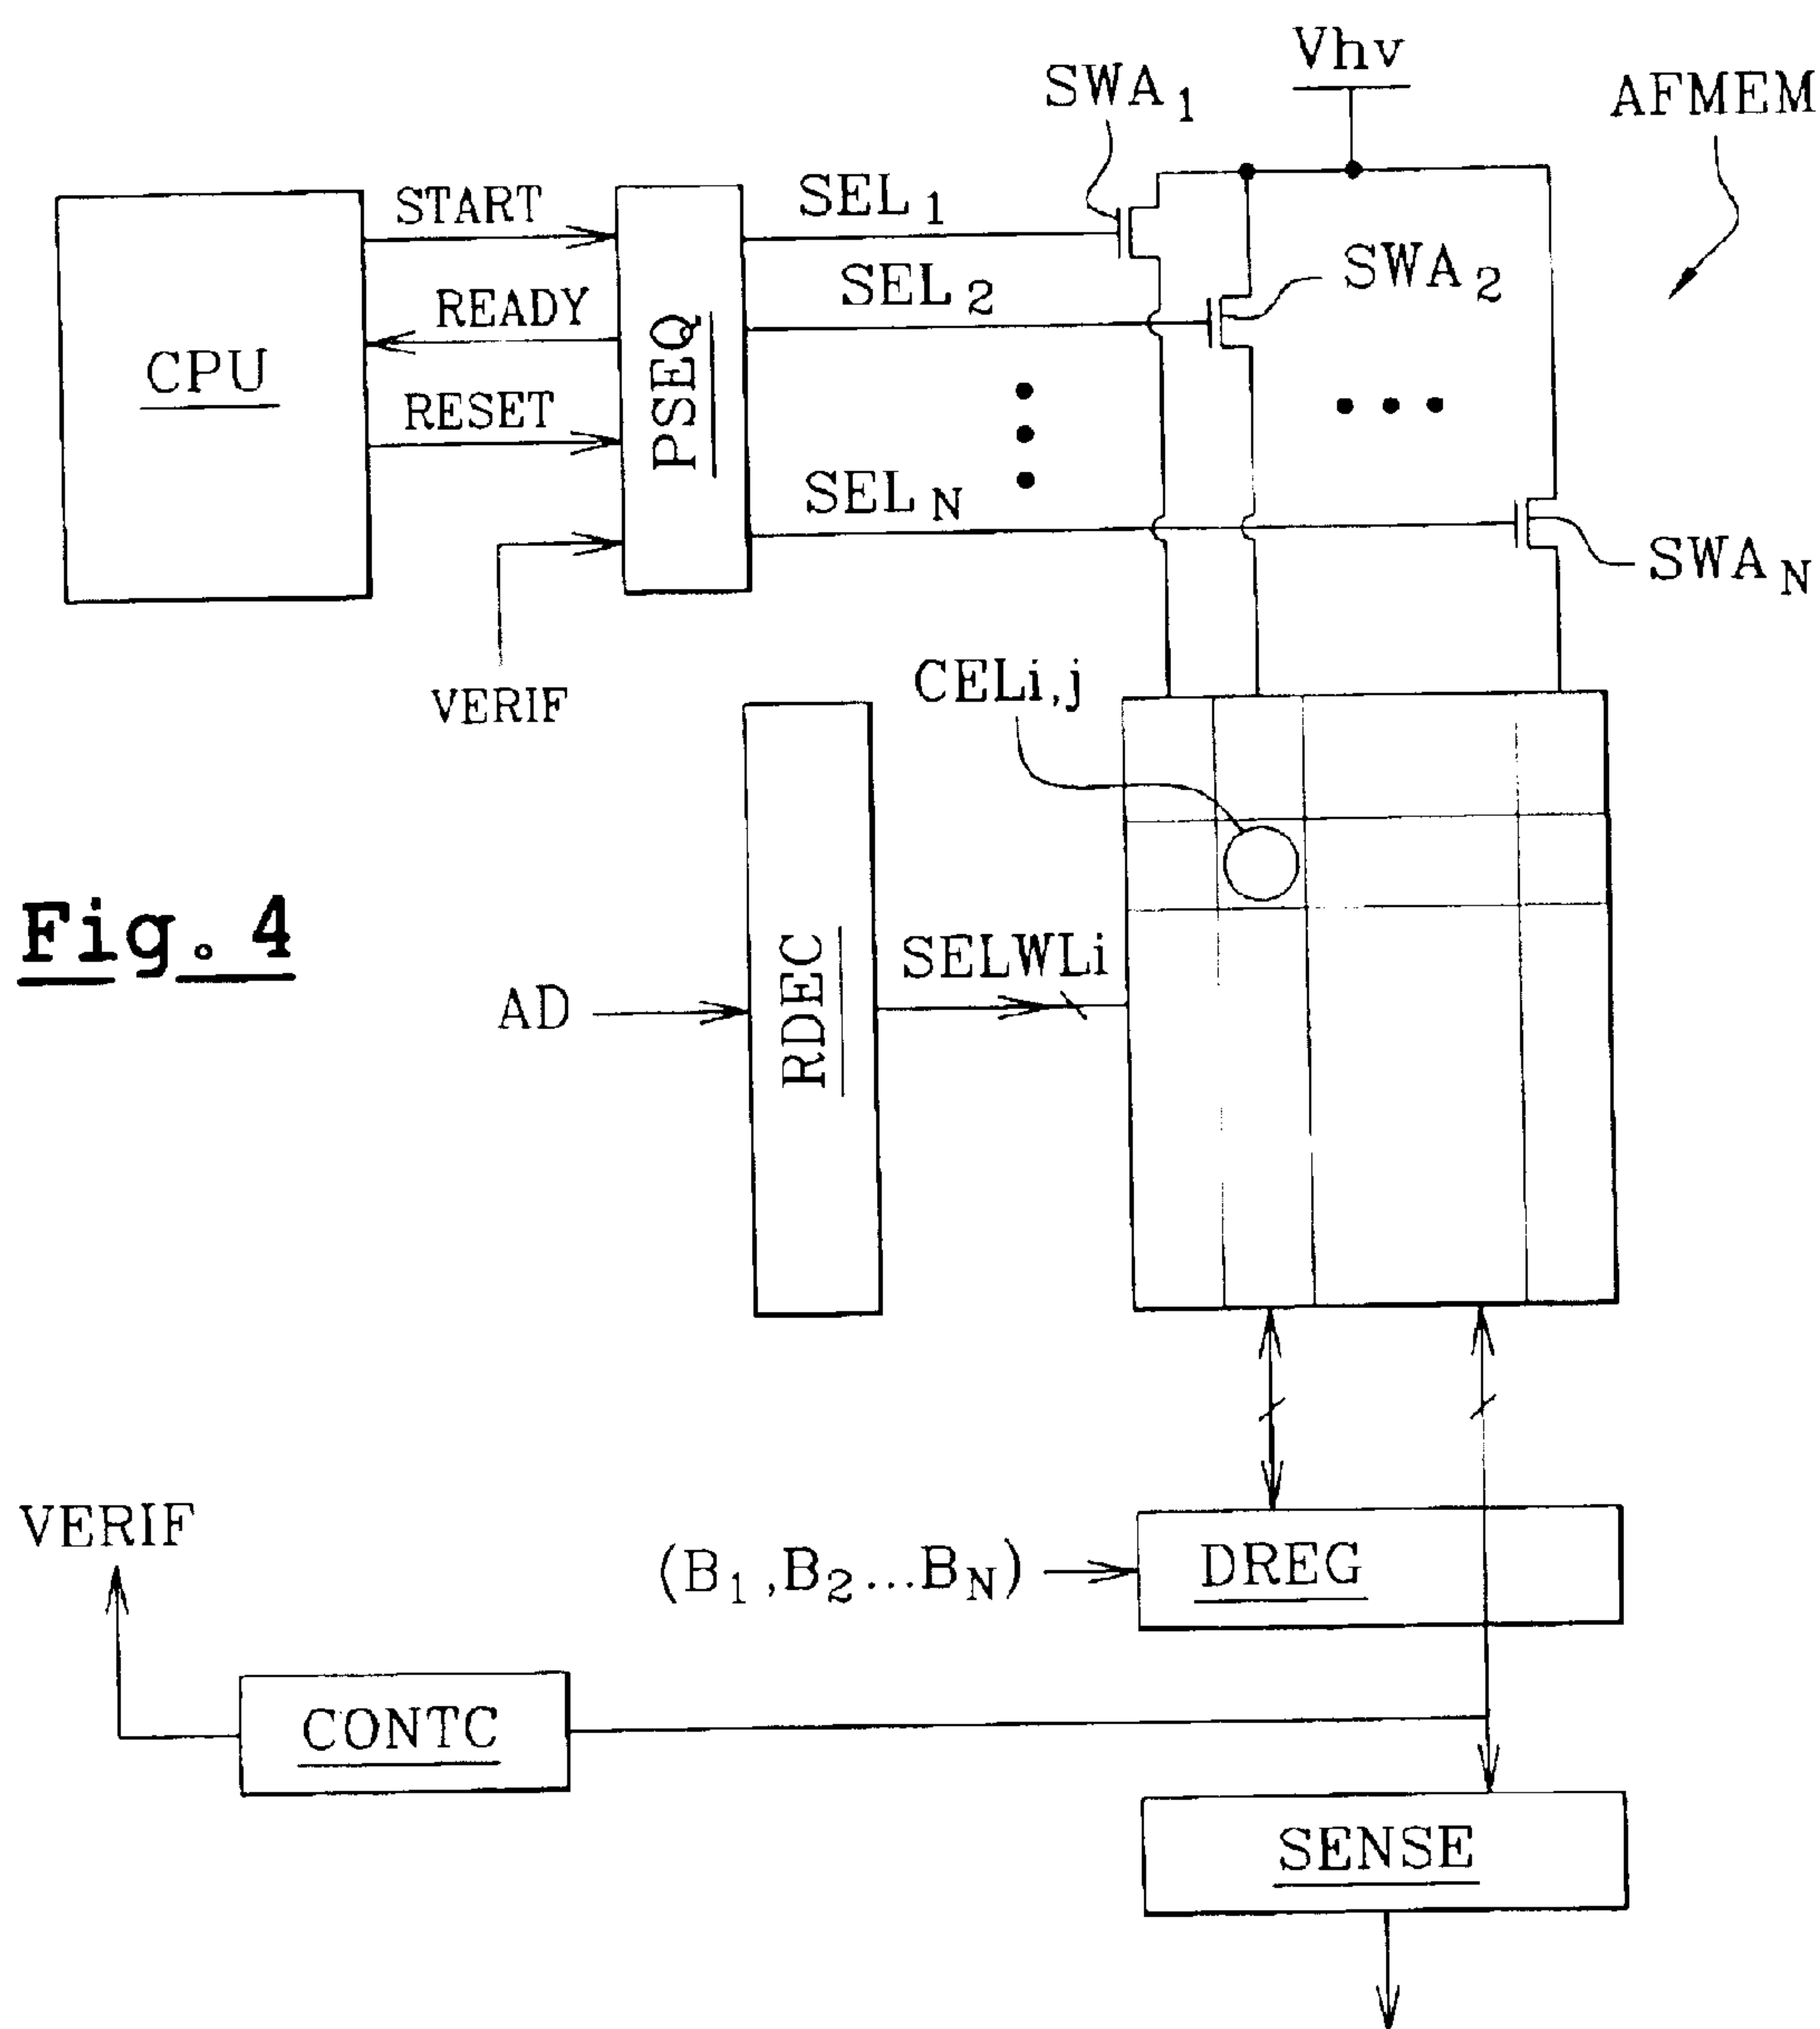 Vhv
SWA1
AFMEM
START
SEL1
SWA2
SEL2
READY
CPU
PSEQ
RESET
SELN
SWAN
CELi,j
VERIF
Fig. 4
RDEC
SELWLi
AD
VERIF
(B1,B2...BN)
DREG
CONTC
SENSE